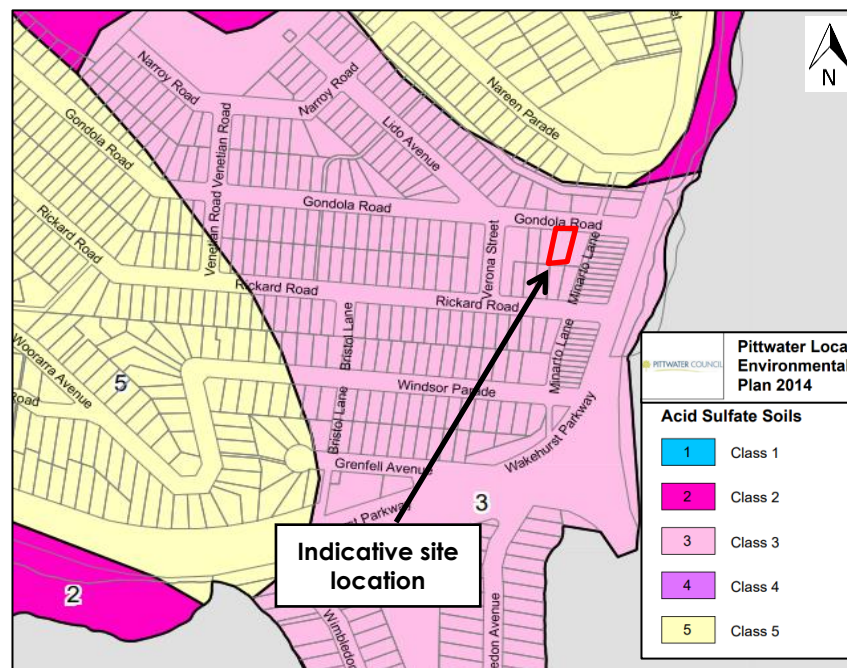 N
Narroy Road
Narroy Road
Nareen Parade
Lido Avenue
Gondola Road
Venetian Road
Gondola Road
Gondola Road
Rickard Road
Venetian Road
Verona Street
Minarto Lane
Rickard Road
Rickard Road
Bristol Lane
Woorarra Avenue
5
Road
Windsor Parade
Minarto Lane
Bristol Lane
Wakehurst Parkway
Grenfell Avenue
Parkway
3
Indicative site
location
2
PITTWATER COUNCIL
Pittwater Loca
Environmental
Plan 2014
Acid Sulfate Soils
1 Class 1
2 Class 2
3 Class 3
4 Class 4
5 Class 5